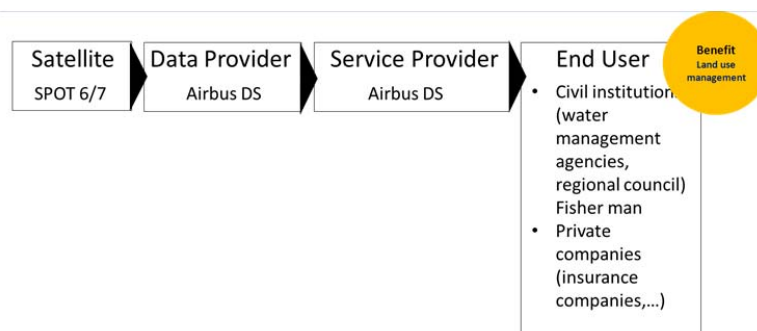 Satellite
SPOT 6/7
Data Provider
Airbus DS
Service Provider
Airbus DS
End User
• Civil institution
(water
management
agencies,
regional council)
Fisher man
• Private
companies
(insurance
companies,...)
Benefit
Land use
management